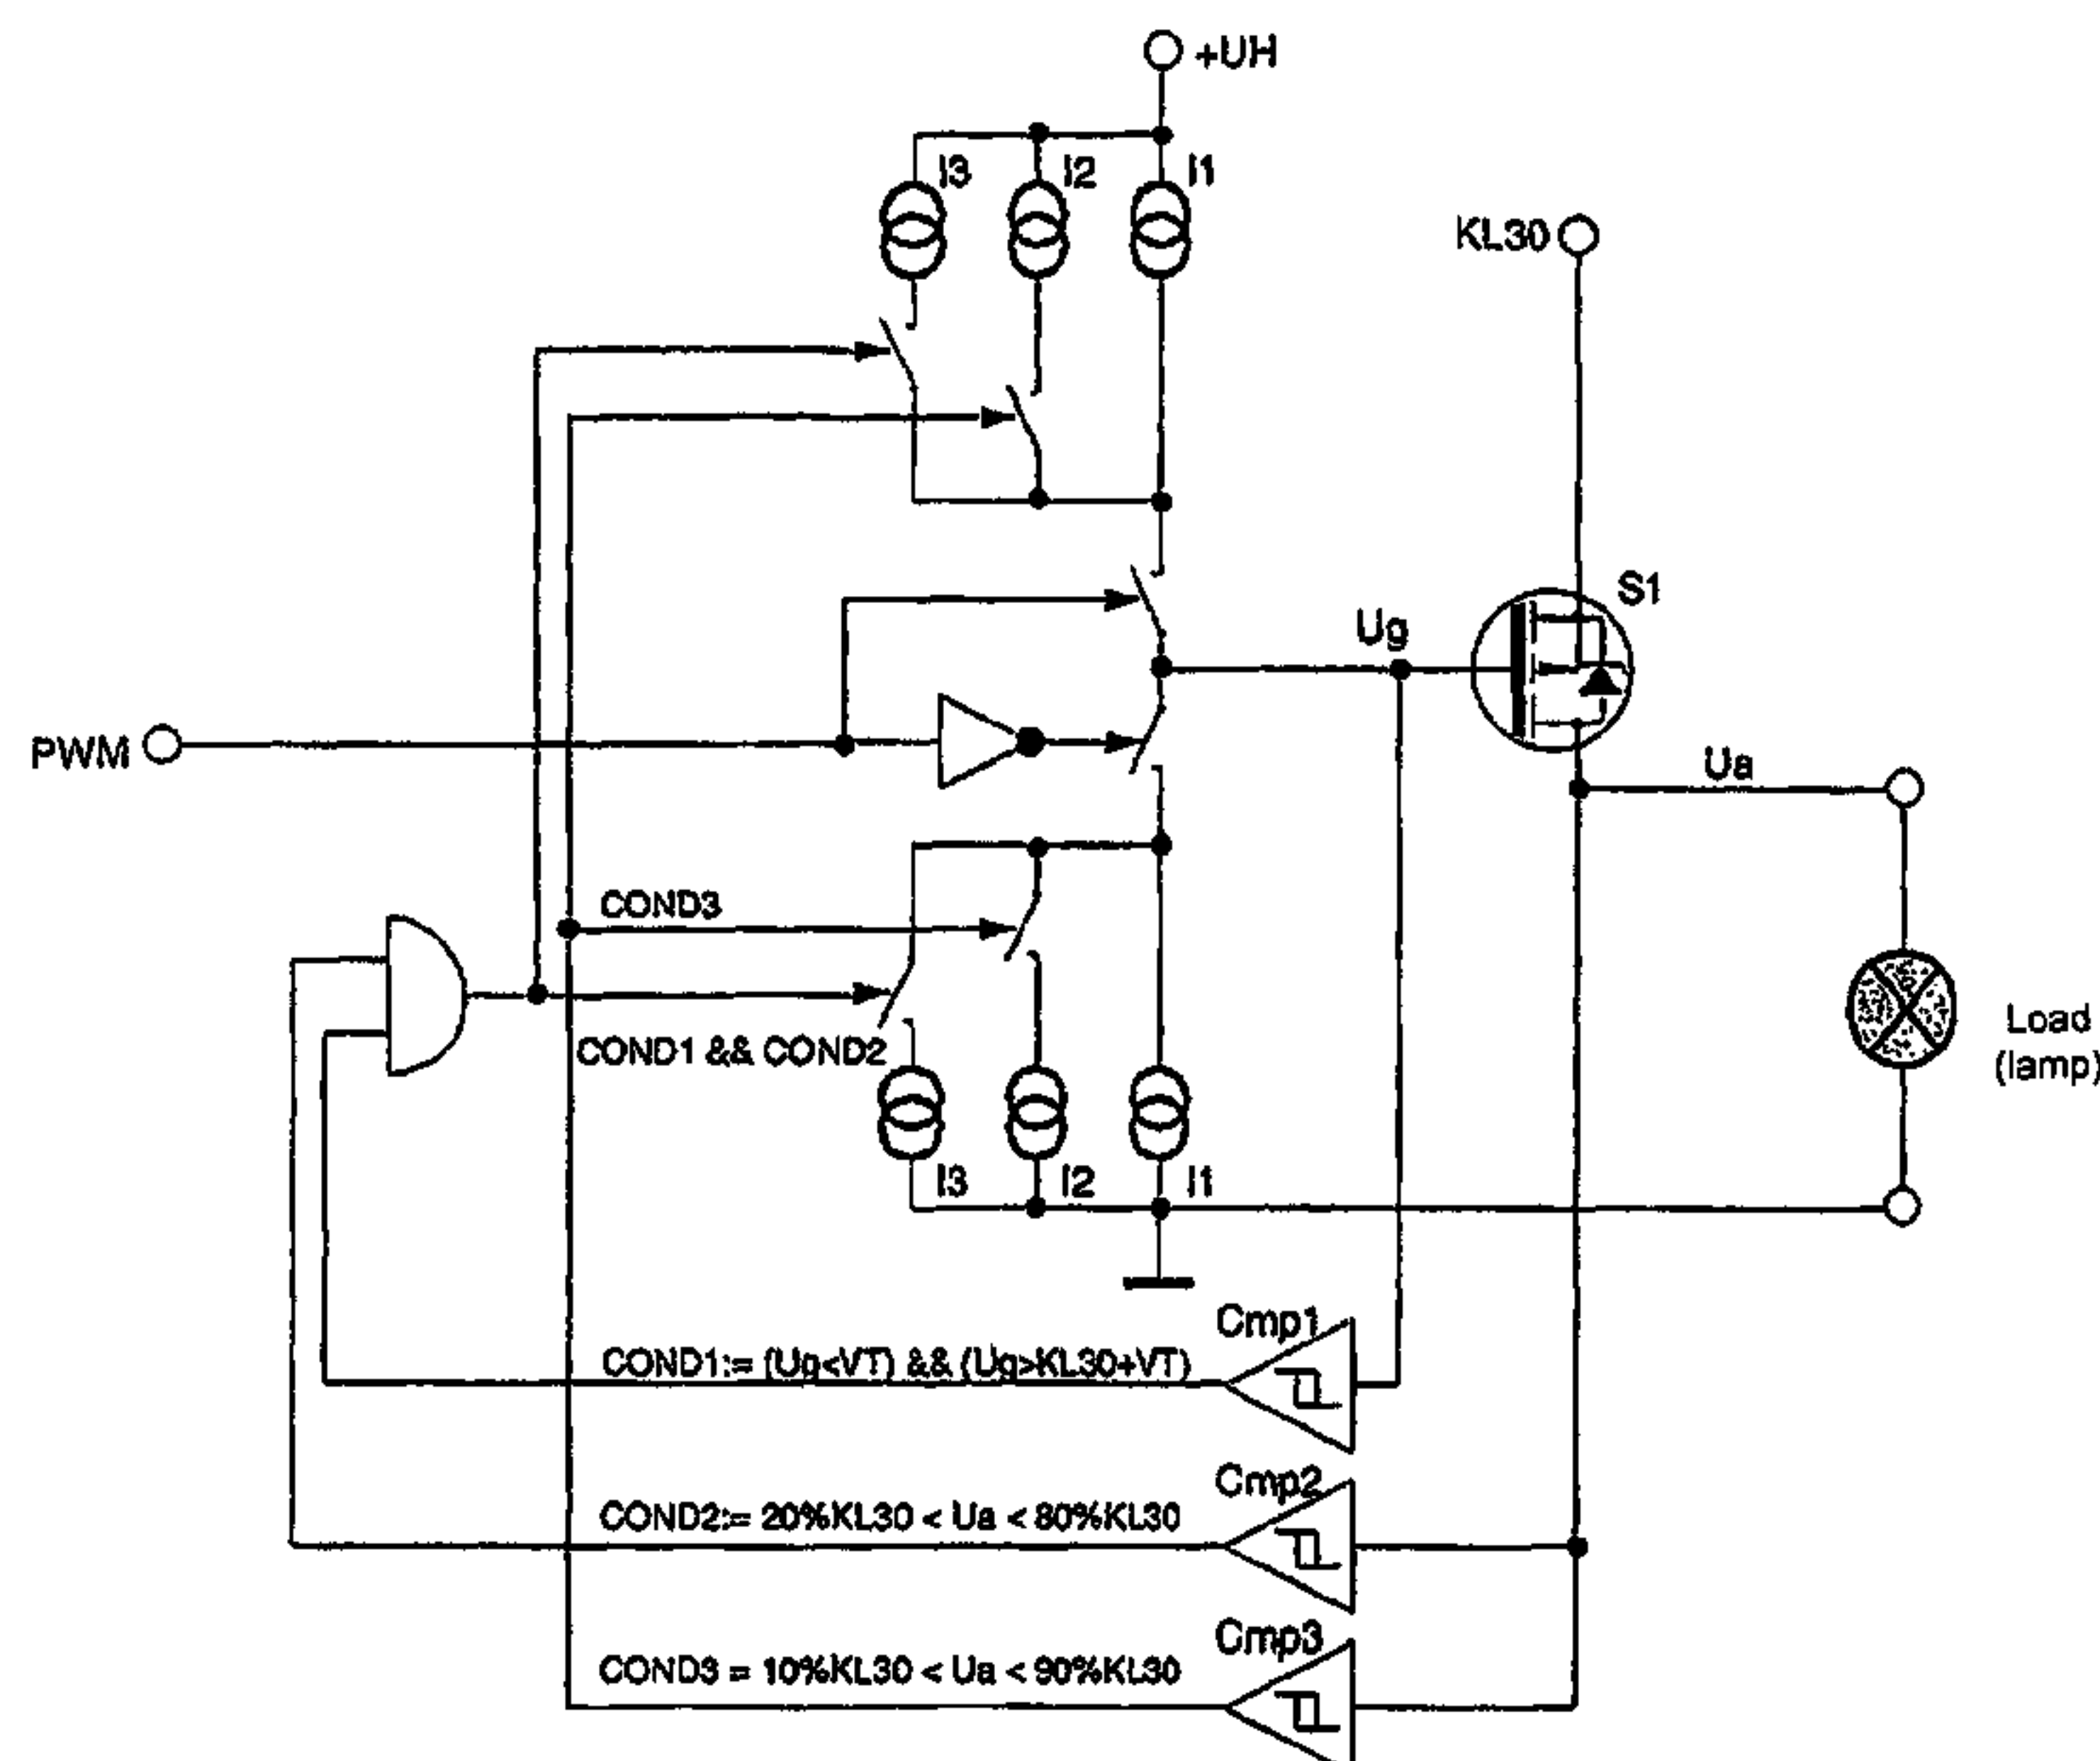 +UH
I3
I2
I1
KL30
S1
Ug
PWM
Ua
COND3
COND1 && COND2
Load
(lamp)
I3
I2
I1
Cmp1
COND1:= (Ug<VT) && (Ug>KL30+VT)
Cmp2
COND2:= 20%KL30 < Ua < 80%KL30
Cmp3
COND3 = 10%KL30 < Ua < 90%KL30